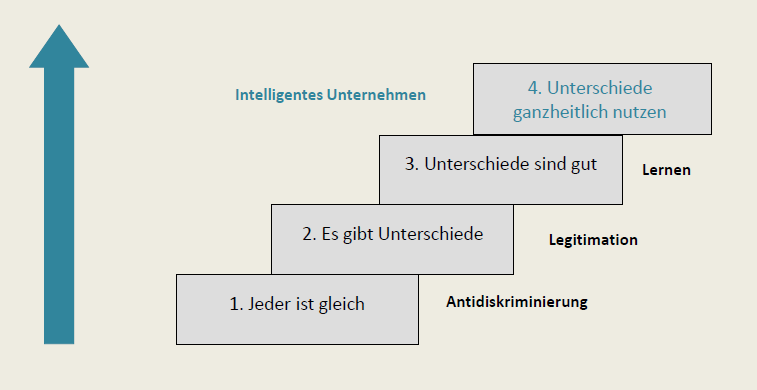 Intelligentes Unternehmen
4. Unterschiede
ganzheitlich nutzen
3. Unterschiede sind gut
Lernen
2. Es gibt Unterschiede
Legitimation
1. Jeder ist gleich
Antidiskriminierung